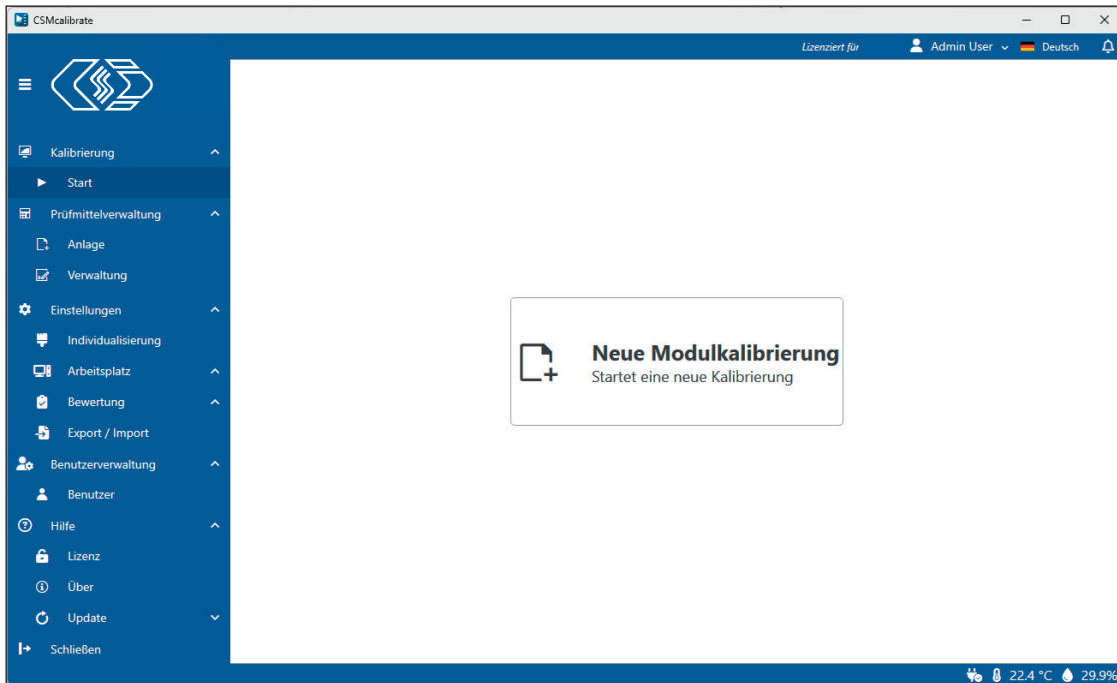 CSMcalibrate
Lizenziert für
Admin User
Deutsch
Kalibrierung
Start
Prüfmittelverwaltung
Anlage
Verwaltung
Einstellungen
Individualisierung
Arbeitsplatz
Bewertung
Export / Import
Benutzerverwaltung
Benutzer
Hilfe
Lizenz
Über
Update
Schließen
Neue Modulkalibrierung
Startet eine neue Kalibrierung
22.4 °C 29.9%